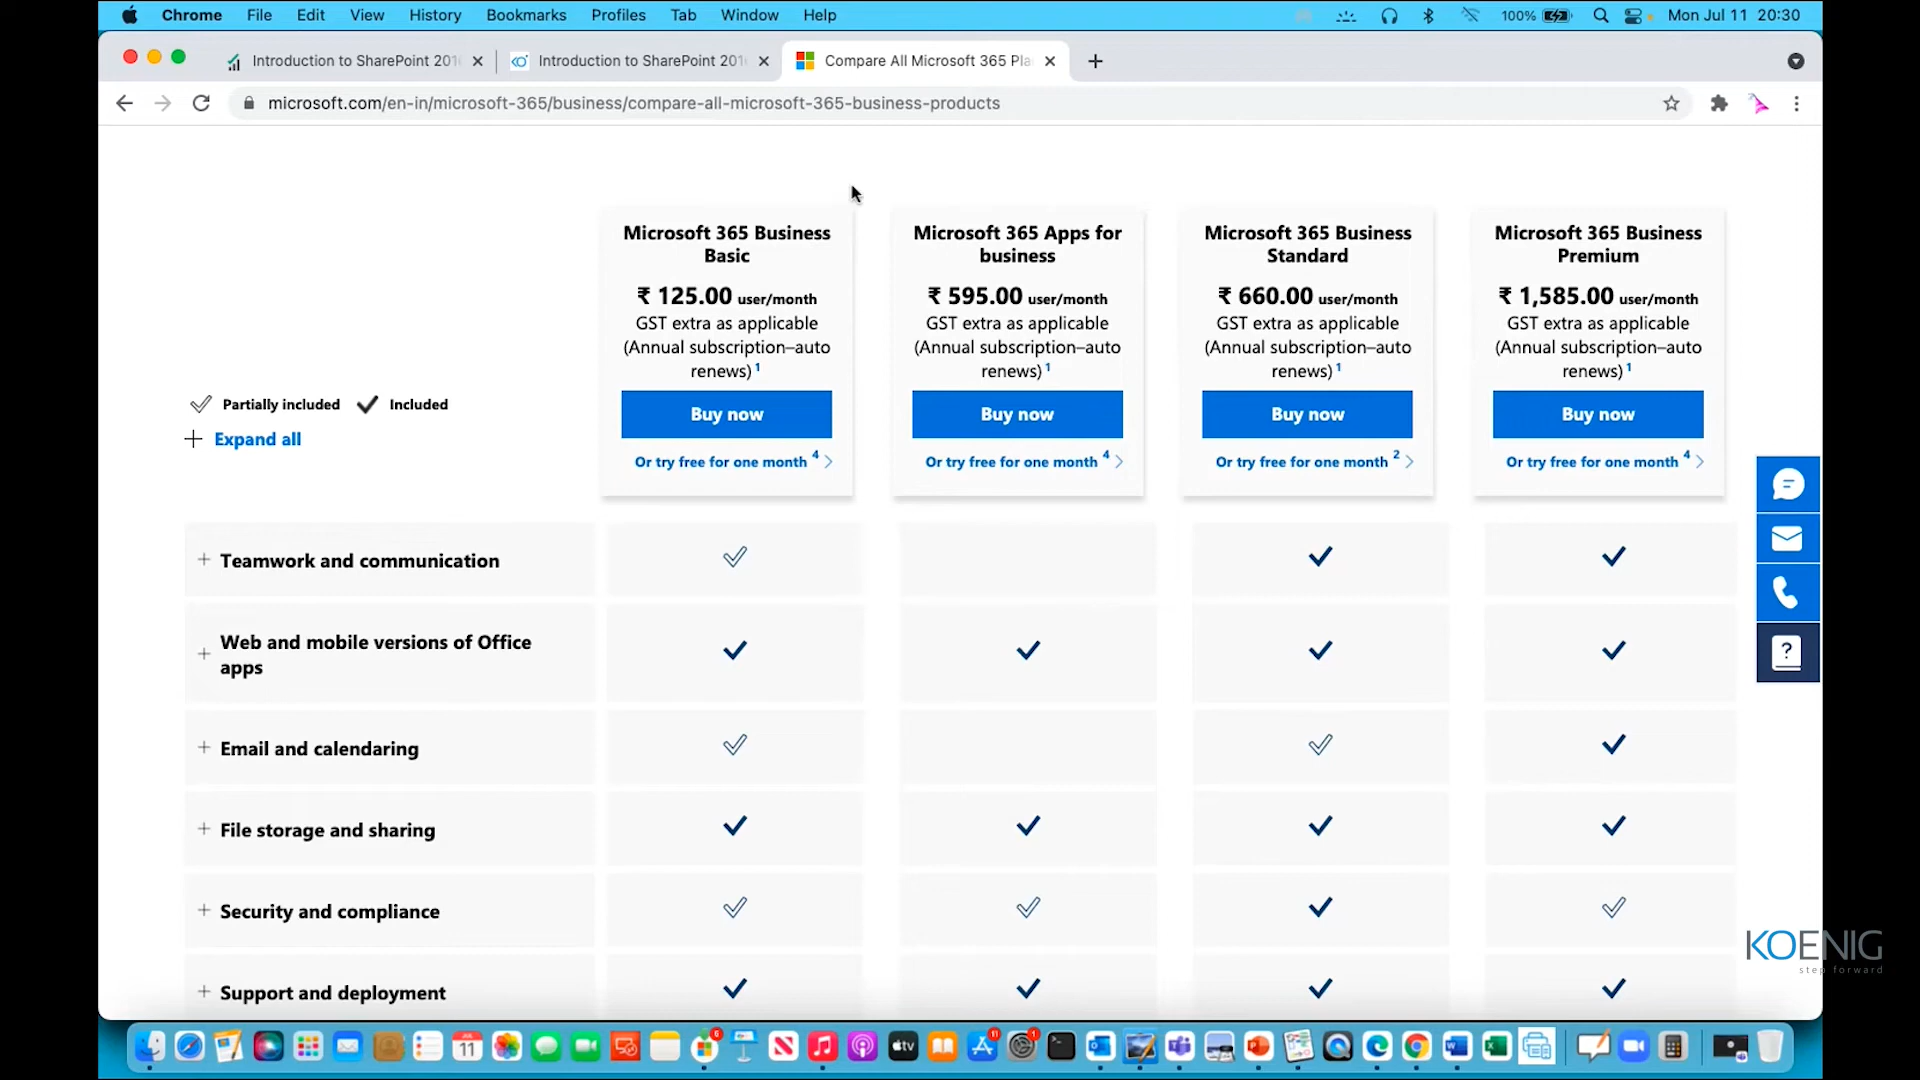 Chrome File Edit View History Bookmarks Profiles Tab Window Help 100% Mon Jul 11 20:30
Introduction to SharePoint 201 Introduction to SharePoint 201 Compare All Microsoft 365 Pla
microsoft.com/en-in/microsoft-365/business/compare-all-microsoft-365-business-products
Microsoft 365 Business Basic
₹ 125.00 user/month
GST extra as applicable
(Annual subscription–auto
renews) 1
Buy now
Or try free for one month 4
Microsoft 365 Apps for business
₹ 595.00 user/month
GST extra as applicable
(Annual subscription–auto
renews) 1
Buy now
Or try free for one month 4
Microsoft 365 Business Standard
₹ 660.00 user/month
GST extra as applicable
(Annual subscription–auto
renews) 1
Buy now
Or try free for one month 2
Microsoft 365 Business Premium
₹ 1,585.00 user/month
GST extra as applicable
(Annual subscription–auto
renews) 1
Buy now
Or try free for one month 4
Partially included Included
Expand all
Teamwork and communication
Web and mobile versions of Office
apps
Email and calendaring
File storage and sharing
Security and compliance
Support and deployment
KOENIG
step forward
11
6
tv
11
1